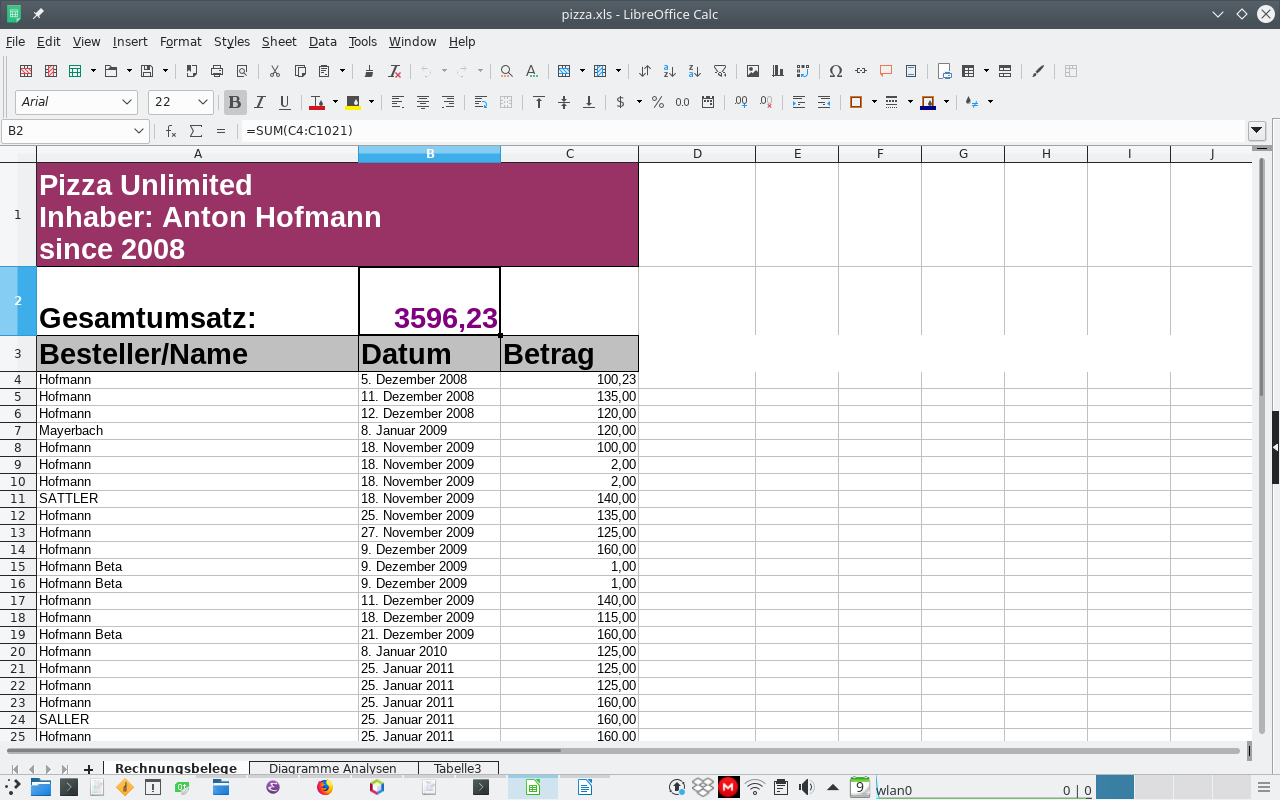 pizza.xls - LibreOffice Calc
File Edit View Insert Format Styles Sheet Data Tools Window Help
Arial 22 B I U $ % 0.0
B2 =SUM(C4:C1021)
A B C D E F G H I J
1 Pizza Unlimited
Inhaber: Anton Hofmann
since 2008
2 Gesamtumsatz: 3596,23
3 Besteller/Name Datum Betrag
4 Hofmann 5. Dezember 2008 100,23
5 Hofmann 11. Dezember 2008 135,00
6 Hofmann 12. Dezember 2008 120,00
7 Mayerbach 8. Januar 2009 120,00
8 Hofmann 18. November 2009 100,00
9 Hofmann 18. November 2009 2,00
10 Hofmann 18. November 2009 2,00
11 SATTLER 18. November 2009 140,00
12 Hofmann 25. November 2009 135,00
13 Hofmann 27. November 2009 125,00
14 Hofmann 9. Dezember 2009 160,00
15 Hofmann Beta 9. Dezember 2009 1,00
16 Hofmann Beta 9. Dezember 2009 1,00
17 Hofmann 11. Dezember 2009 140,00
18 Hofmann 18. Dezember 2009 115,00
19 Hofmann Beta 21. Dezember 2009 160,00
20 Hofmann 8. Januar 2010 125,00
21 Hofmann 25. Januar 2011 125,00
22 Hofmann 25. Januar 2011 125,00
23 Hofmann 25. Januar 2011 160,00
24 SALLER 25. Januar 2011 160,00
25 Hofmann 25. Januar 2011 160,00
Rechnungsbelege Diagramme Analysen Tabelle3
9 wlan0 0 | 0